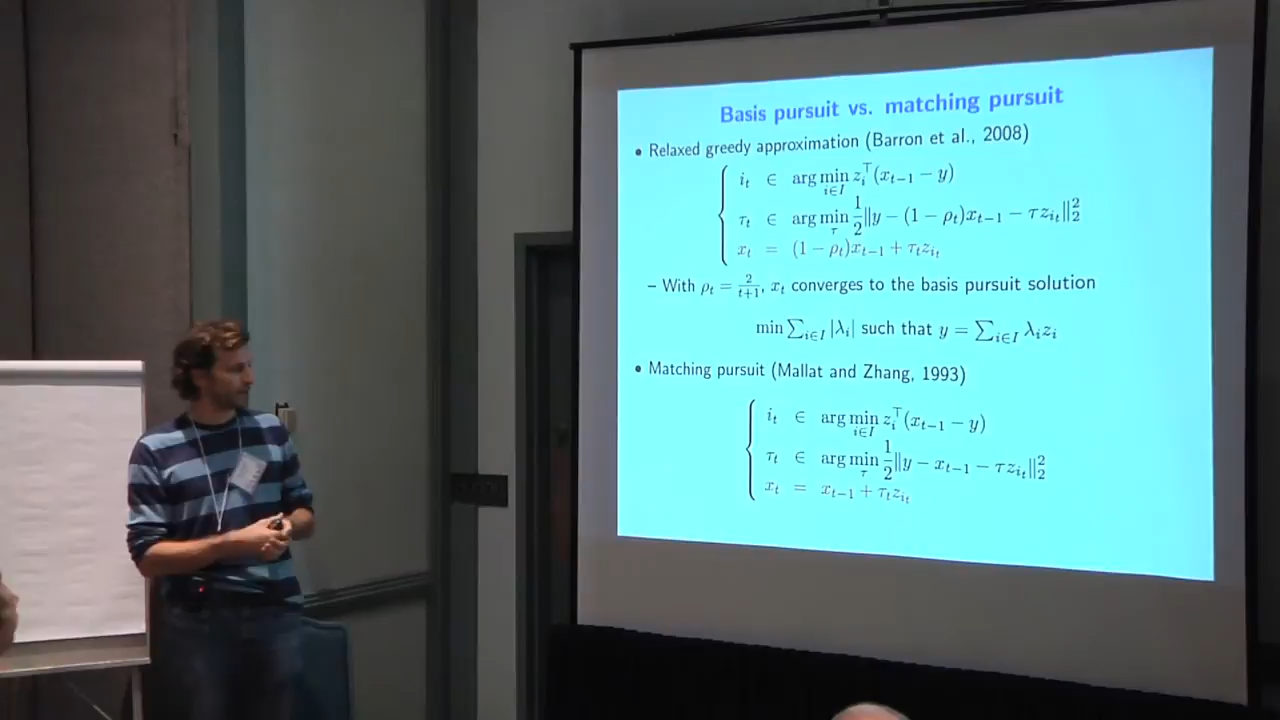 Basis pursuit vs. matching pursuit
• Relaxed greedy approximation (Barron et al., 2008)
i_t ∈ arg min_{i∈I} z_i^⊤(x_{t−1} − y)
τ_t ∈ arg min_τ 1/2‖y − (1 − ρ_t)x_{t−1} − τz_{i_t}‖_2^2
x_t = (1 − ρ_t)x_{t−1} + τ_t z_{i_t}
– With ρ_t = 2/(t+1), x_t converges to the basis pursuit solution
min ∑_{i∈I} |λ_i| such that y = ∑_{i∈I} λ_i z_i
• Matching pursuit (Mallat and Zhang, 1993)
i_t ∈ arg min_{i∈I} z_i^⊤(x_{t−1} − y)
τ_t ∈ arg min_τ 1/2‖y − x_{t−1} − τz_{i_t}‖_2^2
x_t = x_{t−1} + τ_t z_{i_t}